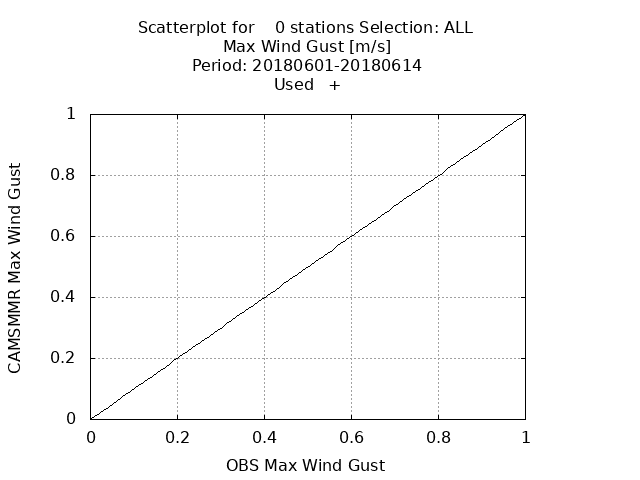 Scatterplot for    0 stations Selection: ALL
Max Wind Gust [m/s]
Period: 20180601-20180614
Used   +
CAMSMMR Max Wind Gust
1
0.8
0.6
0.4
0.2
0
0 0.2 0.4 0.6 0.8 1
OBS Max Wind Gust